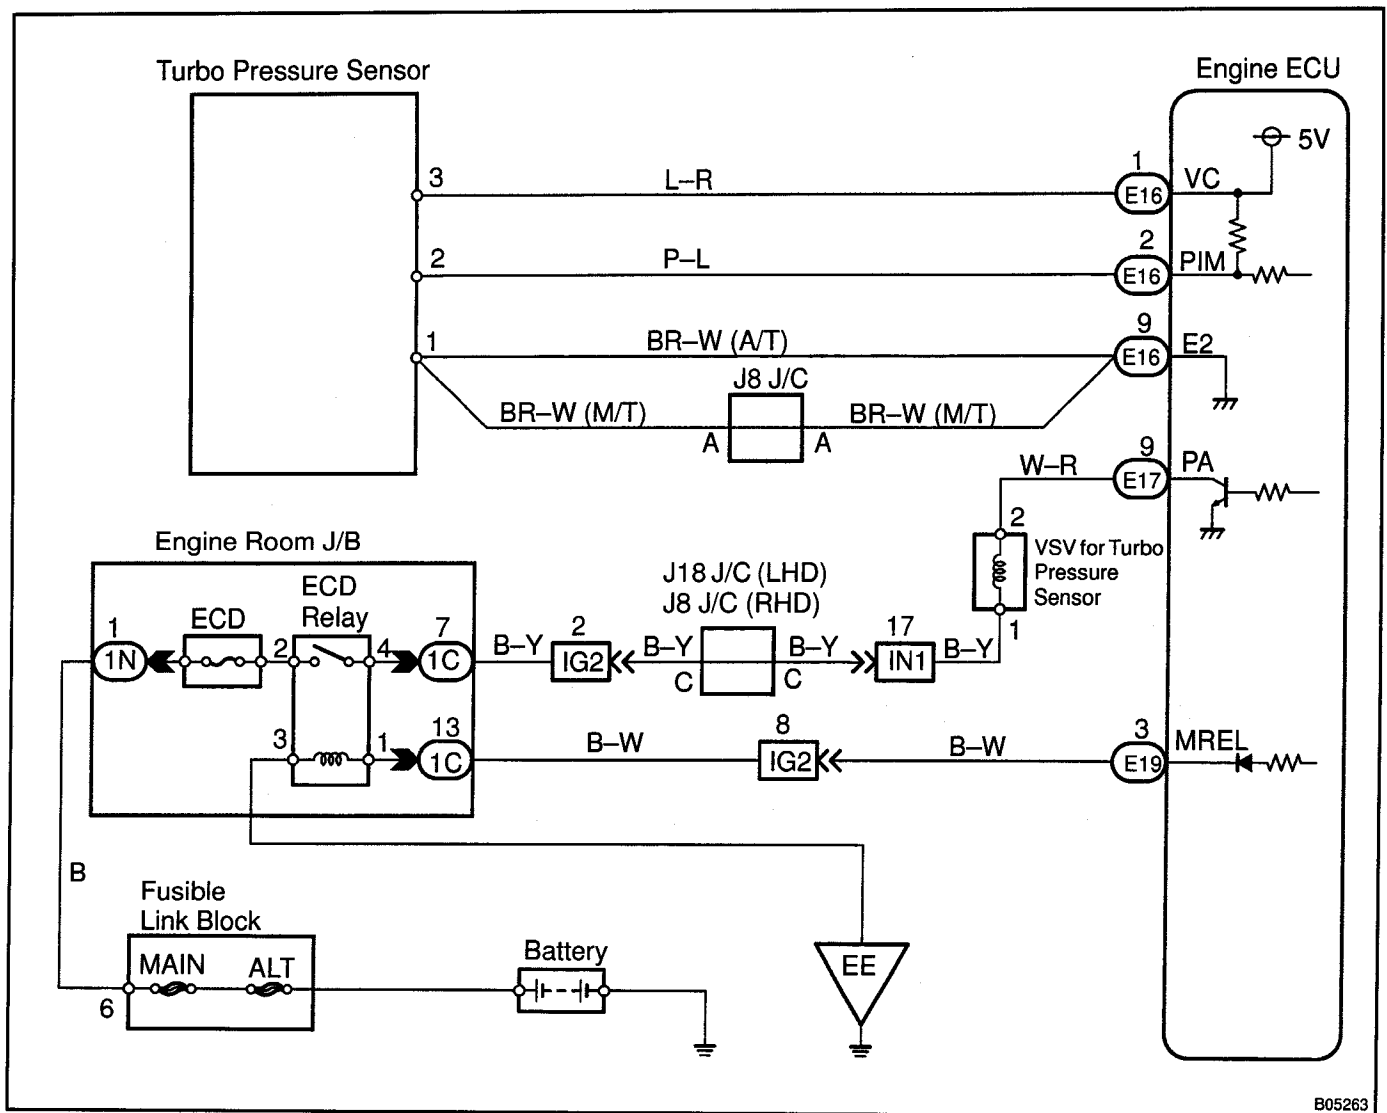 Turbo Pressure Sensor
Engine ECU
5V
3
L–R
1
E16
VC
2
P–L
2
E16
PIM
1
BR–W (A/T)
9
E16
E2
J8 J/C
BR–W (M/T)
BR–W (M/T)
A
A
W–R
9
E17
PA
2
VSV for Turbo
Pressure
Sensor
1
Engine Room J/B
ECD
Relay
ECD
J18 J/C (LHD)
J8 J/C (RHD)
1
1N
2
4
7
1C
B–Y
2
IG2
B–Y
C
C
B–Y
17
IN1
B–Y
3
1
13
1C
B–W
8
IG2
B–W
3
E19
MREL
B
Fusible
Link Block
MAIN
ALT
6
Battery
EE
B05263